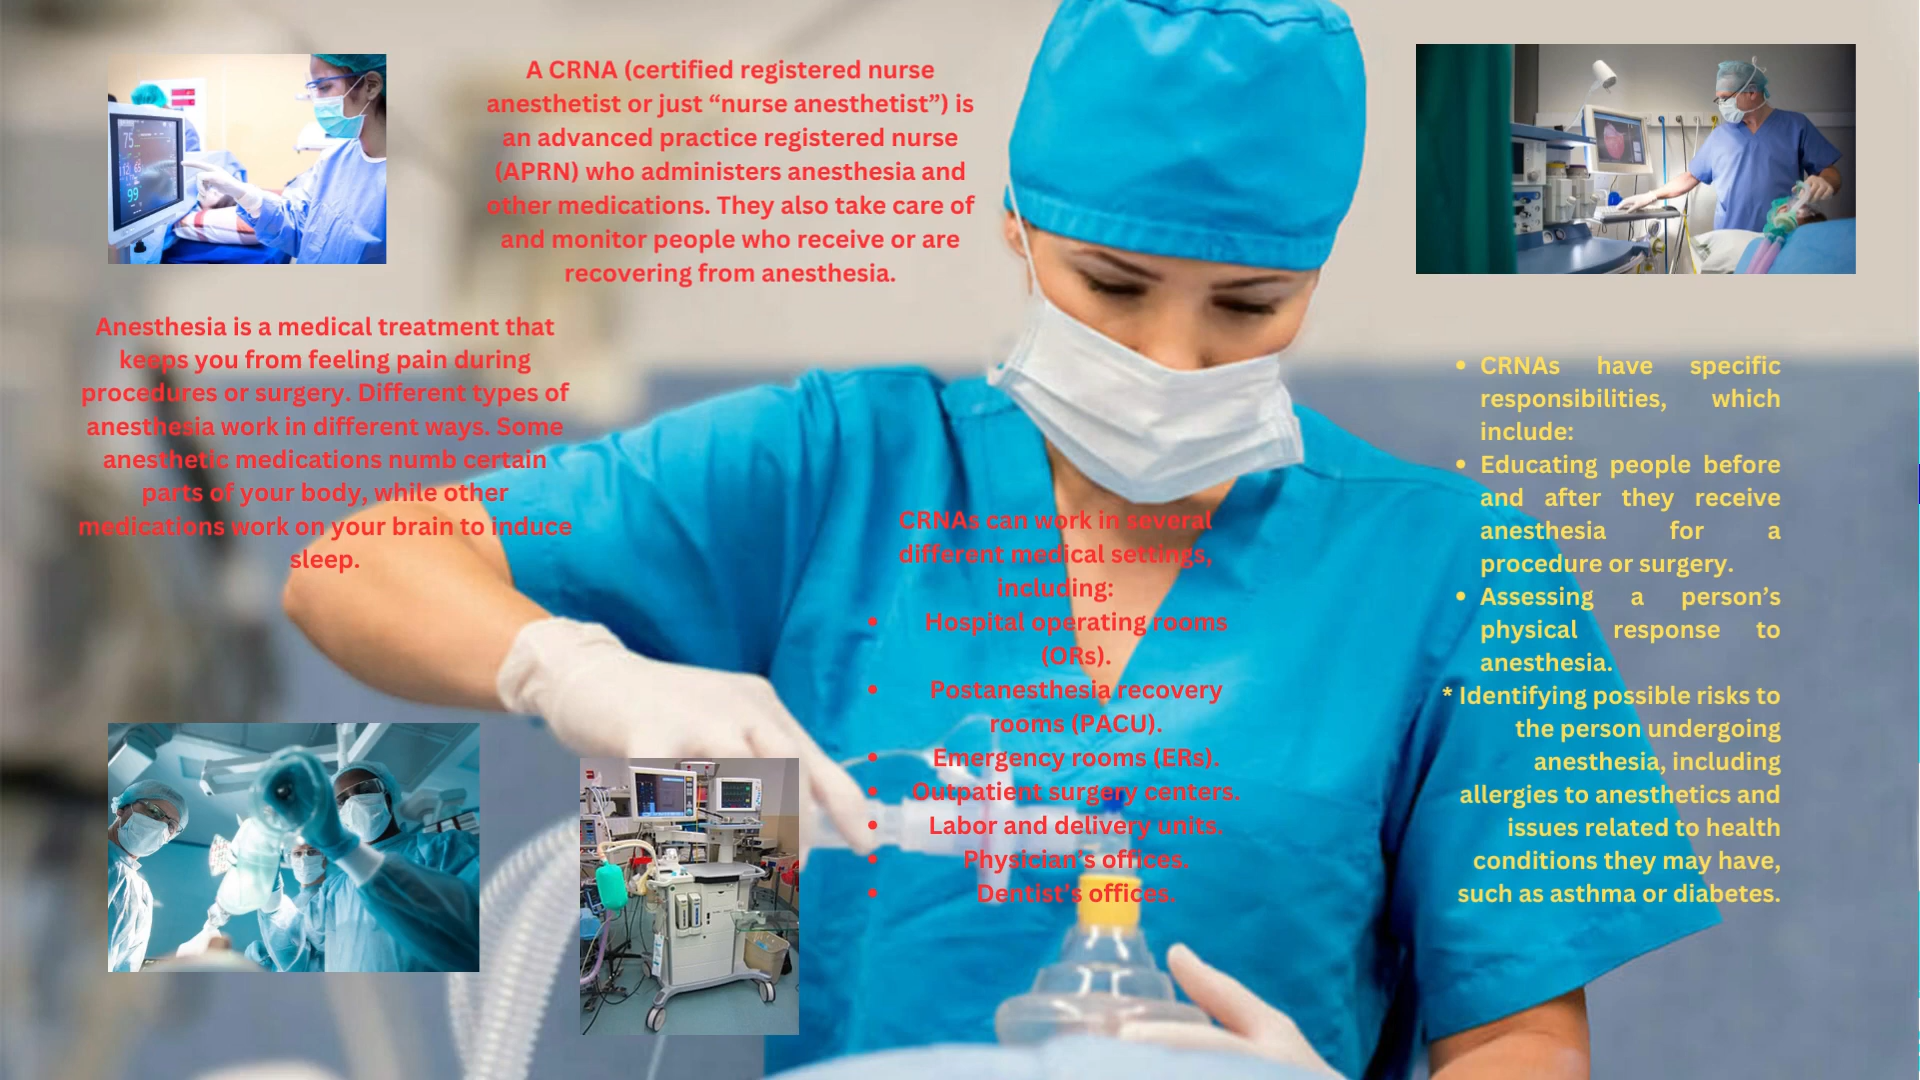 A CRNA (certified registered nurse
anesthetist or just “nurse anesthetist”) is
an advanced practice registered nurse
(APRN) who administers anesthesia and
other medications. They also take care of
and monitor people who receive or are
recovering from anesthesia.
Anesthesia is a medical treatment that
keeps you from feeling pain during
procedures or surgery. Different types of
anesthesia work in different ways. Some
anesthetic medications numb certain
parts of your body, while other
medications work on your brain to induce
sleep.
CRNAs can work in several
different medical settings,
including:
• Hospital operating rooms
(ORs).
• Postanesthesia recovery
rooms (PACU).
• Emergency rooms (ERs).
• Outpatient surgery centers.
• Labor and delivery units.
• Physician’s offices.
• Dentist’s offices.
• CRNAs have specific
responsibilities, which
include:
• Educating people before
and after they receive
anesthesia for a
procedure or surgery.
• Assessing a person’s
physical response to
anesthesia.
* Identifying possible risks to
the person undergoing
anesthesia, including
allergies to anesthetics and
issues related to health
conditions they may have,
such as asthma or diabetes.
75
99